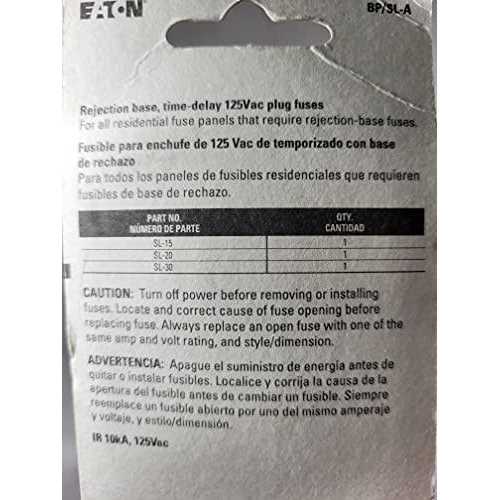 EATON BP/SL-A
Rejection base, time-delay 125Vac plug fuses
For all residential fuse panels that require rejection-base fuses.
Fusible para enchufe de 125 Vac de temporizado con base
de rechazo
Para todos los paneles de fusibles residenciales que requieren
fusibles de base de rechazo.
PART NO. QTY.
NÚMERO DE PARTE CANTIDAD
SL-15 1
SL-20 1
SL-30 1
CAUTION: Turn off power before removing or installing
fuses. Locate and correct cause of fuse opening before
replacing fuse. Always replace an open fuse with one of the
same amp and volt rating, and style/dimension.
ADVERTENCIA: Apague el suministro de energía antes de
quitar o instalar fusibles. Localice y corrija la causa de la
apertura del fusible antes de cambiar un fusible. Siempre
reemplace un fusible abierto por uno del mismo amperaje
y voltaje, y estilo/dimensión.
IR 10kA, 125Vac